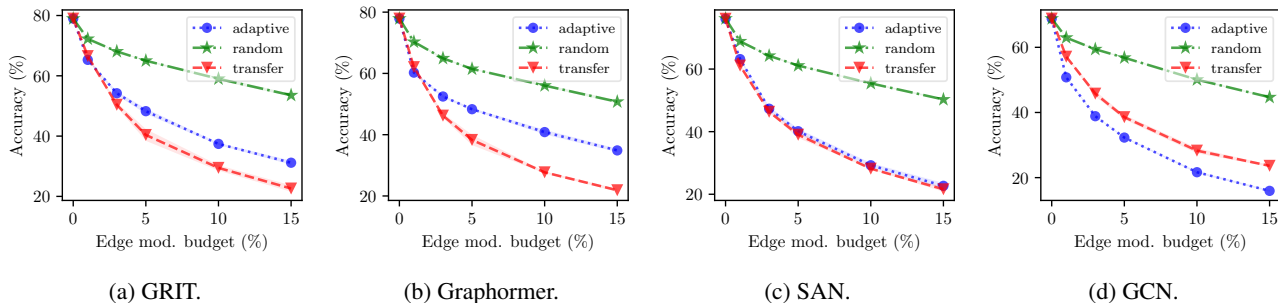 80
60
40
20
Accuracy (%)
0
5
10
15
Edge mod. budget (%)
adaptive
random
transfer
(a) GRIT.
80
60
40
20
Accuracy (%)
0
5
10
15
Edge mod. budget (%)
adaptive
random
transfer
(b) Graphormer.
60
40
20
Accuracy (%)
0
5
10
15
Edge mod. budget (%)
adaptive
random
transfer
(c) SAN.
60
40
20
Accuracy (%)
0
5
10
15
Edge mod. budget (%)
adaptive
random
transfer
(d) GCN.